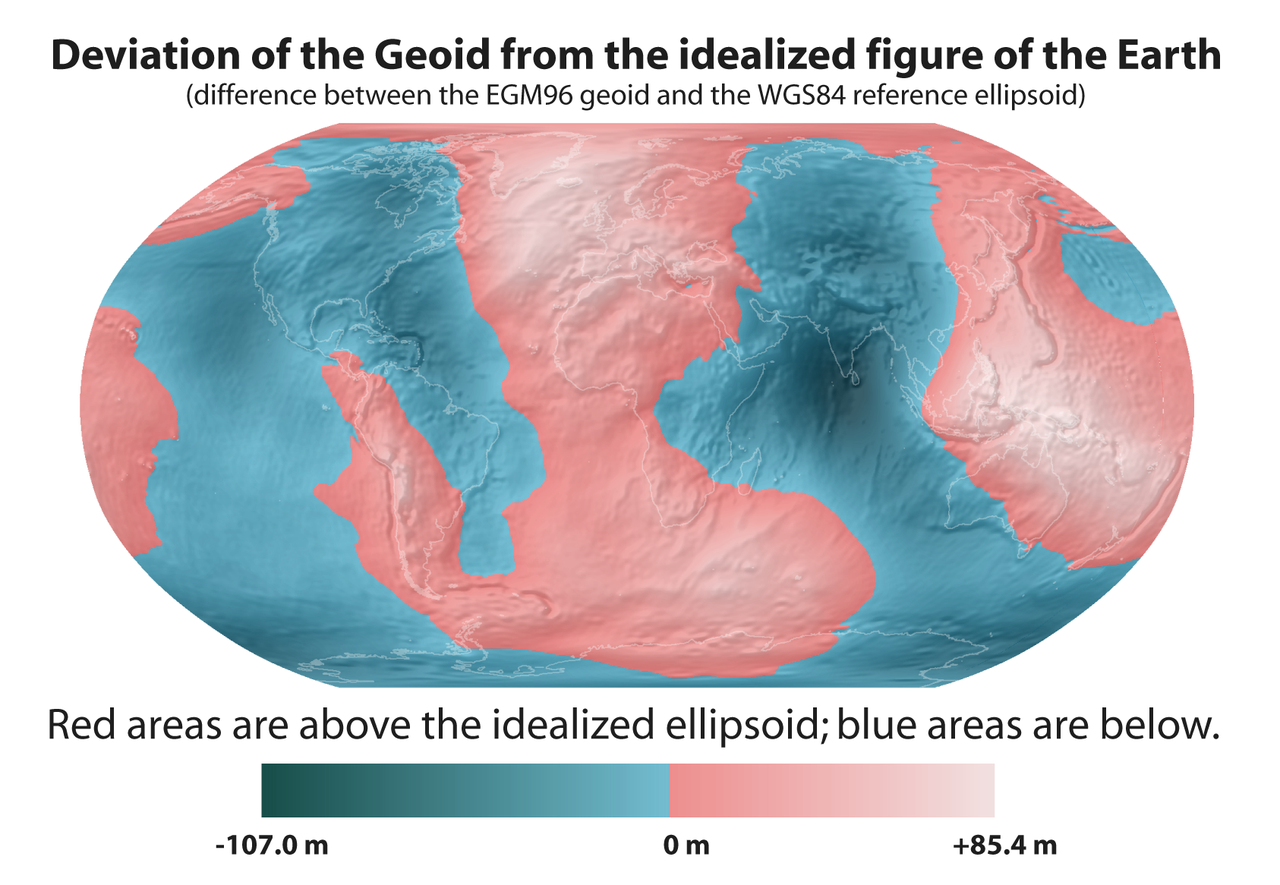 Deviation of the Geoid from the idealized figure of the Earth
(difference between the EGM96 geoid and the WGS84 reference ellipsoid)
Red areas are above the idealized ellipsoid; blue areas are below.
-107.0 m 0 m +85.4 m